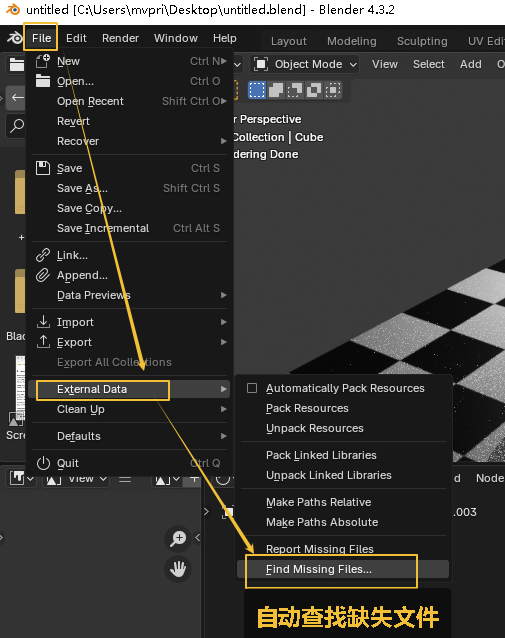 untitled [C:\Users\mvpri\Desktop\untitled.blend] - Blender 4.3.2
File Edit Render Window Help Layout Modeling Sculpting UV Edi
New Ctrl N
Object Mode View Select Add O
Open... Ctrl O
Open Recent Shift Ctrl O
Revert
r Perspective
Collection | Cube
Recover
dering Done
Save Ctrl S
Save As... Shift Ctrl S
Save Copy...
Save Incremental Ctrl Alt S
Link...
Append...
Data Previews
Import
Blac
Export
Export All Collections
External Data
Automatically Pack Resources
Clean Up
Pack Resources
Unpack Resources
Scre
Defaults
Pack Linked Libraries
Quit Ctrl Q
Unpack Linked Libraries
View
d Node
Make Paths Relative
.003
Make Paths Absolute
Report Missing Files
Find Missing Files...
自动查找缺失文件